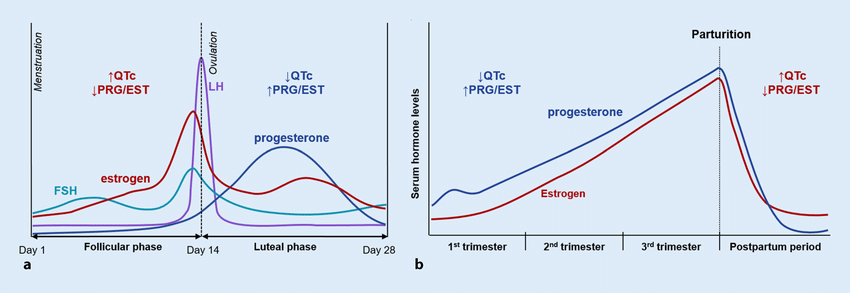 Menstruation
↑QTc
↓PRG/EST
Ovulation
LH
↓QTc
↑PRG/EST
progesterone
estrogen
FSH
Day 1
Follicular phase
Day 14
Luteal phase
Day 28
a
Serum hormone levels
Parturition
↓QTc
↑PRG/EST
progesterone
Estrogen
↑QTc
↓PRG/EST
1st trimester
2nd trimester
3rd trimester
Postpartum period
b